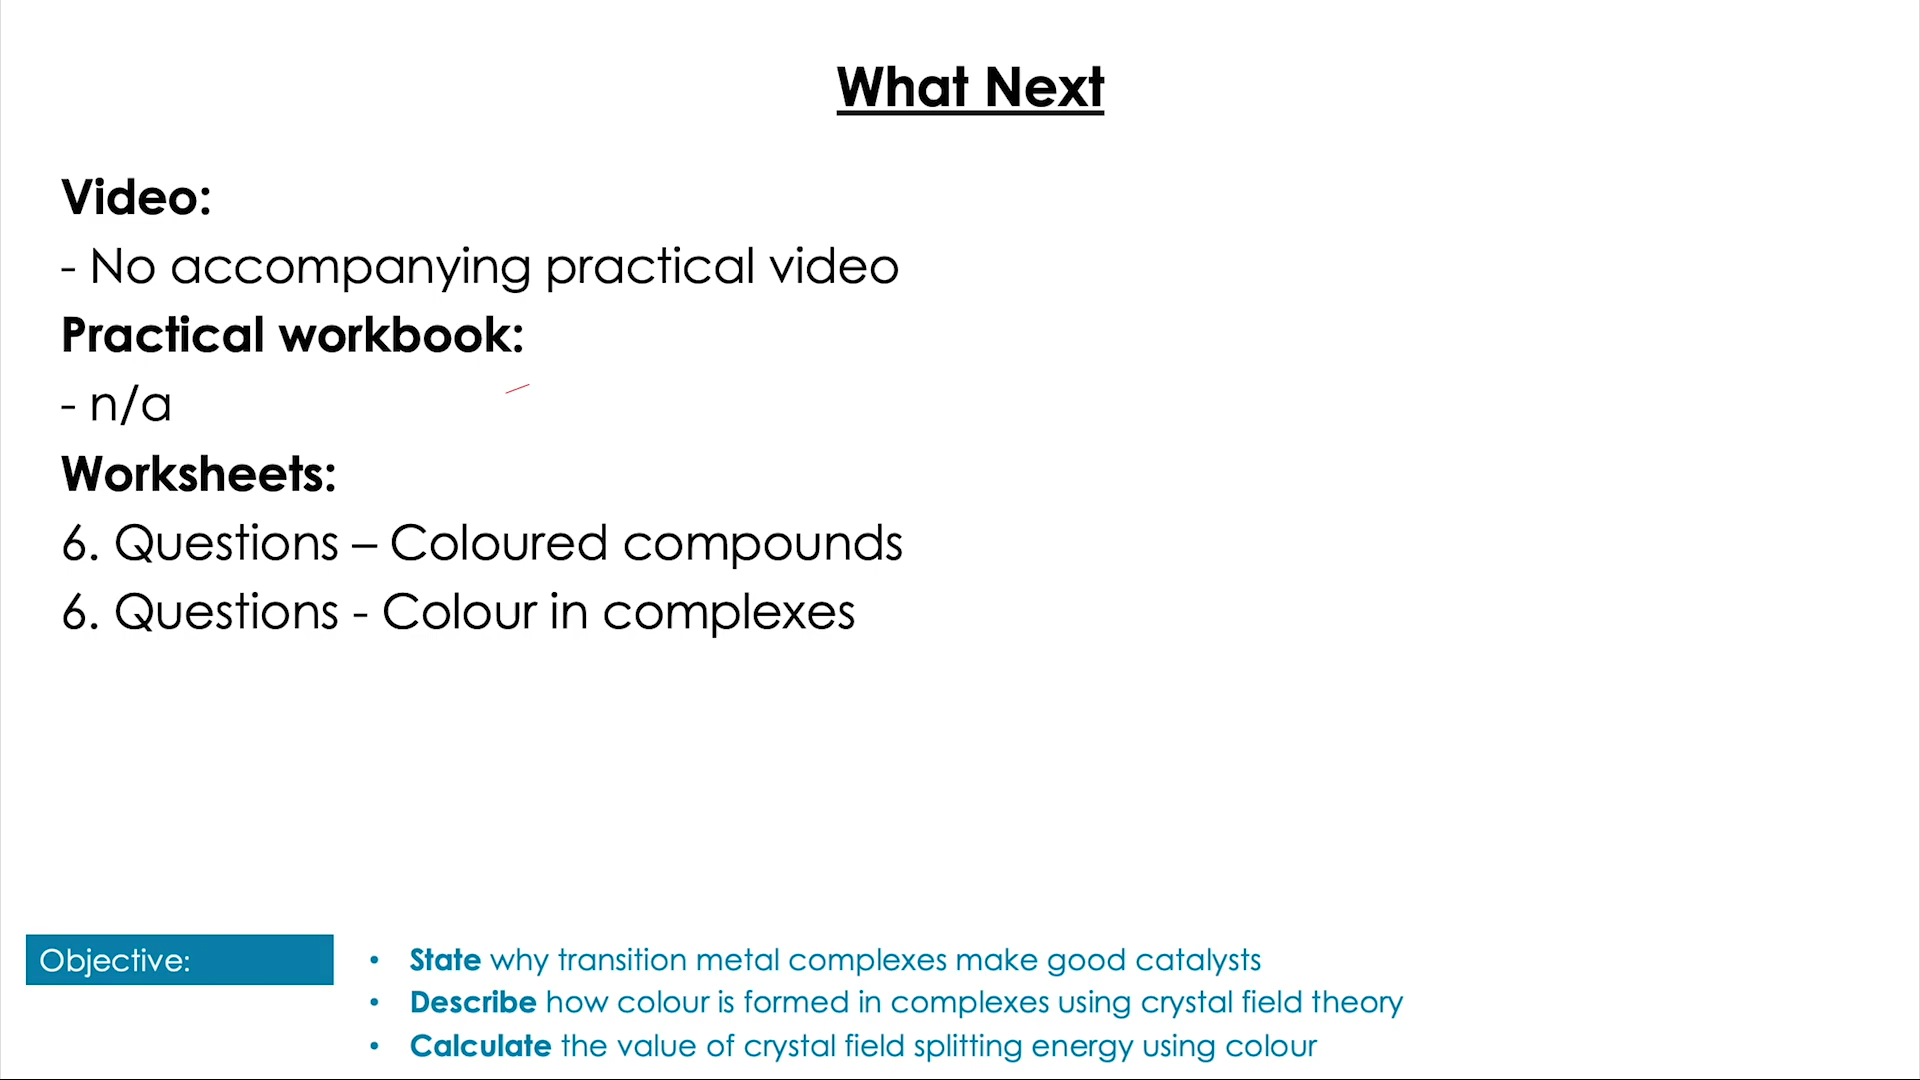 What Next
Video:
- No accompanying practical video
Practical workbook:
- n/a
Worksheets:
6. Questions – Coloured compounds
6. Questions - Colour in complexes
Objective:
• State why transition metal complexes make good catalysts
• Describe how colour is formed in complexes using crystal field theory
• Calculate the value of crystal field splitting energy using colour